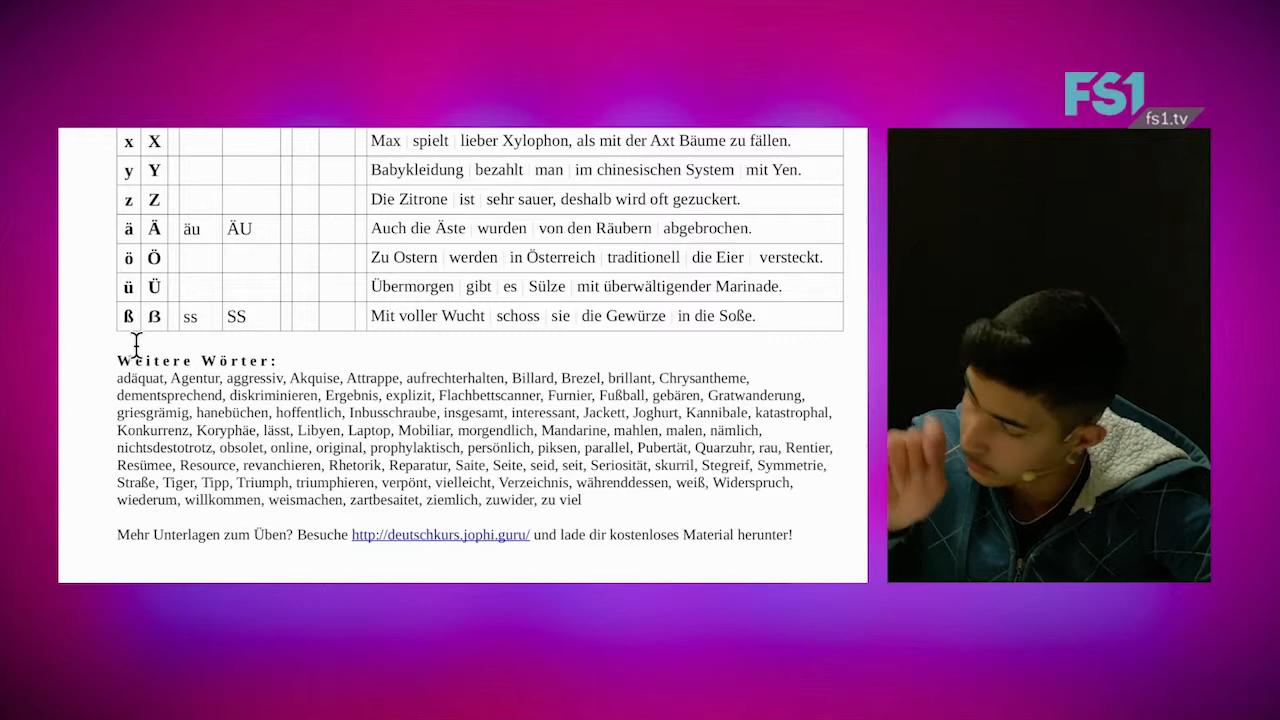 FS1
fs1.tv
x X Max spielt lieber Xylophon, als mit der Axt Bäume zu fällen.
y Y Babykleidung bezahlt man im chinesischen System mit Yen.
z Z Die Zitrone ist sehr sauer, deshalb wird oft gezuckert.
ä Ä äu ÄU Auch die Äste wurden von den Räubern abgebrochen.
ö Ö Zu Ostern werden in Österreich traditionell die Eier versteckt.
ü Ü Übermorgen gibt es Sülze mit überwältigender Marinade.
ß ẞ ss SS Mit voller Wucht schoss sie die Gewürze in die Soße.
Weitere Wörter:
adäquat, Agentur, aggressiv, Akquise, Attrappe, aufrechterhalten, Billard, Brezel, brillant, Chrysantheme,
dementsprechend, diskriminieren, Ergebnis, explizit, Flachbettscanner, Furnier, Fußball, gebären, Gratwanderung,
griesgrämig, hanebüchen, hoffentlich, Inbusschraube, insgesamt, interessant, Jackett, Joghurt, Kannibale, katastrophal,
Konkurrenz, Koryphäe, lässt, Libyen, Laptop, Mobiliar, morgendlich, Mandarine, mahlen, malen, nämlich,
nichtsdestotrotz, obsolet, online, original, prophylaktisch, persönlich, piksen, parallel, Pubertät, Quarzuhr, rau, Rentier,
Resümee, Resource, revanchieren, Rhetorik, Reparatur, Saite, Seite, seid, seit, Seriosität, skurril, Stegreif, Symmetrie,
Straße, Tiger, Tipp, Triumph, triumphieren, verpönt, vielleicht, Verzeichnis, währenddessen, weiß, Widerspruch,
wiederum, willkommen, weismachen, zartbesaitet, ziemlich, zuwider, zu viel
Mehr Unterlagen zum Üben? Besuche http://deutschkurs.jophi.guru/ und lade dir kostenloses Material herunter!